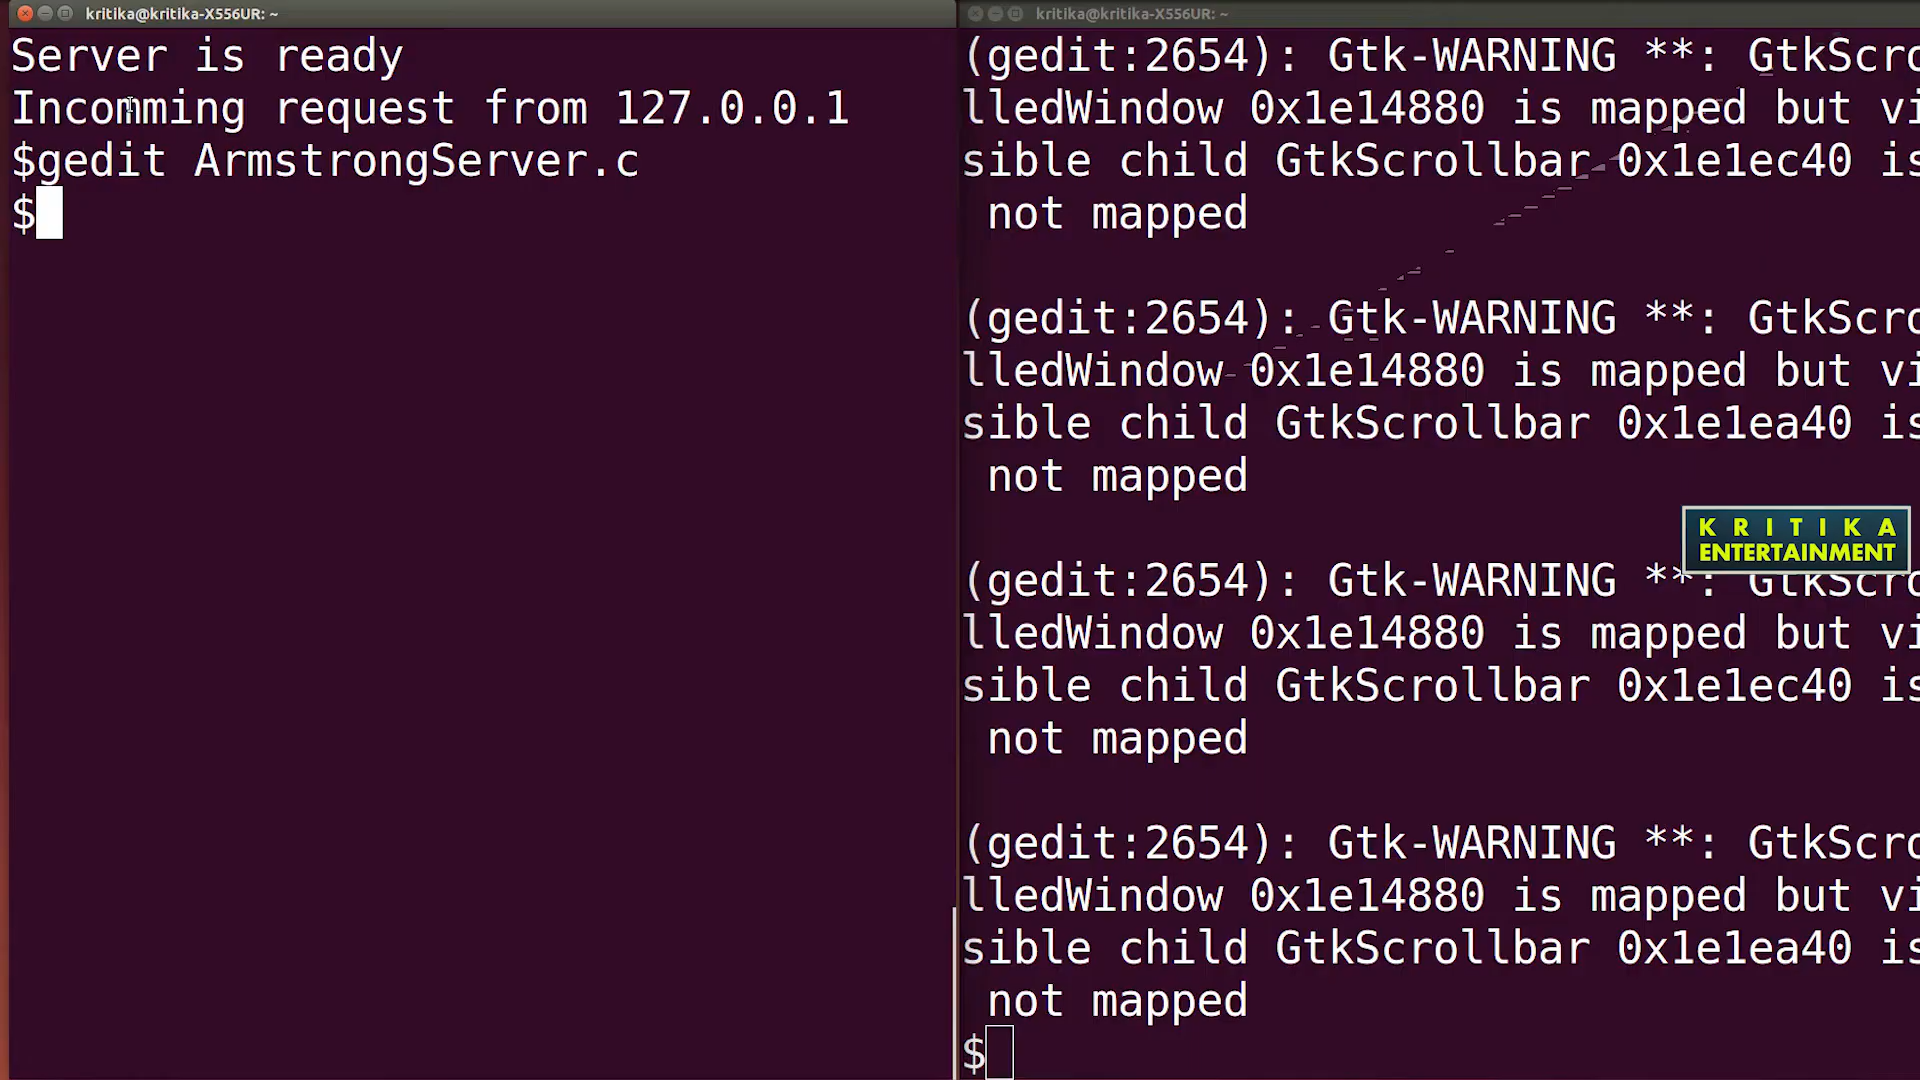 kritika@kritika-X556UR: ~
Server is ready
Incomming request from 127.0.0.1
$gedit ArmstrongServer.c
$
kritika@kritika-X556UR: ~
(gedit:2654): Gtk-WARNING **: GtkScro
lledWindow 0x1e14880 is mapped but vi
sible child GtkScrollbar 0x1e1ec40 is
not mapped
(gedit:2654): Gtk-WARNING **: GtkScro
lledWindow 0x1e14880 is mapped but vi
sible child GtkScrollbar 0x1e1ea40 is
not mapped
(gedit:2654): Gtk-WARNING **: GtkScro
lledWindow 0x1e14880 is mapped but vi
sible child GtkScrollbar 0x1e1ec40 is
not mapped
(gedit:2654): Gtk-WARNING **: GtkScro
lledWindow 0x1e14880 is mapped but vi
sible child GtkScrollbar 0x1e1ea40 is
not mapped
$
KRITIKA
ENTERTAINMENT